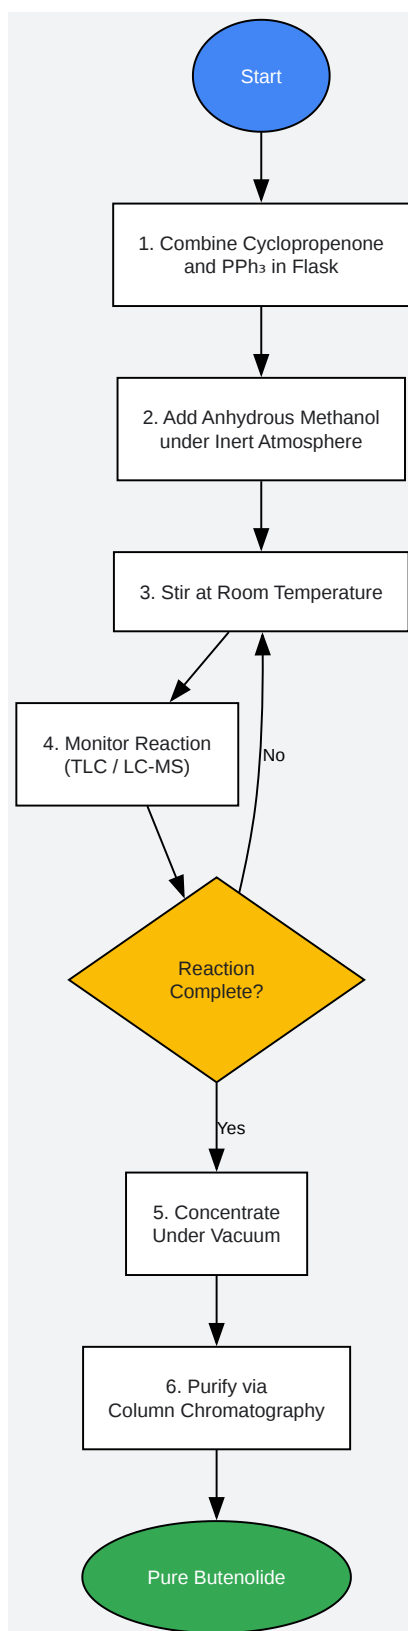 Start
1. Combine Cyclopropenone
and PPh₃ in Flask
2. Add Anhydrous Methanol
under Inert Atmosphere
3. Stir at Room Temperature
4. Monitor Reaction
(TLC / LC-MS)
No
Reaction
Complete?
Yes
5. Concentrate
Under Vacuum
6. Purify via
Column Chromatography
Pure Butenolide